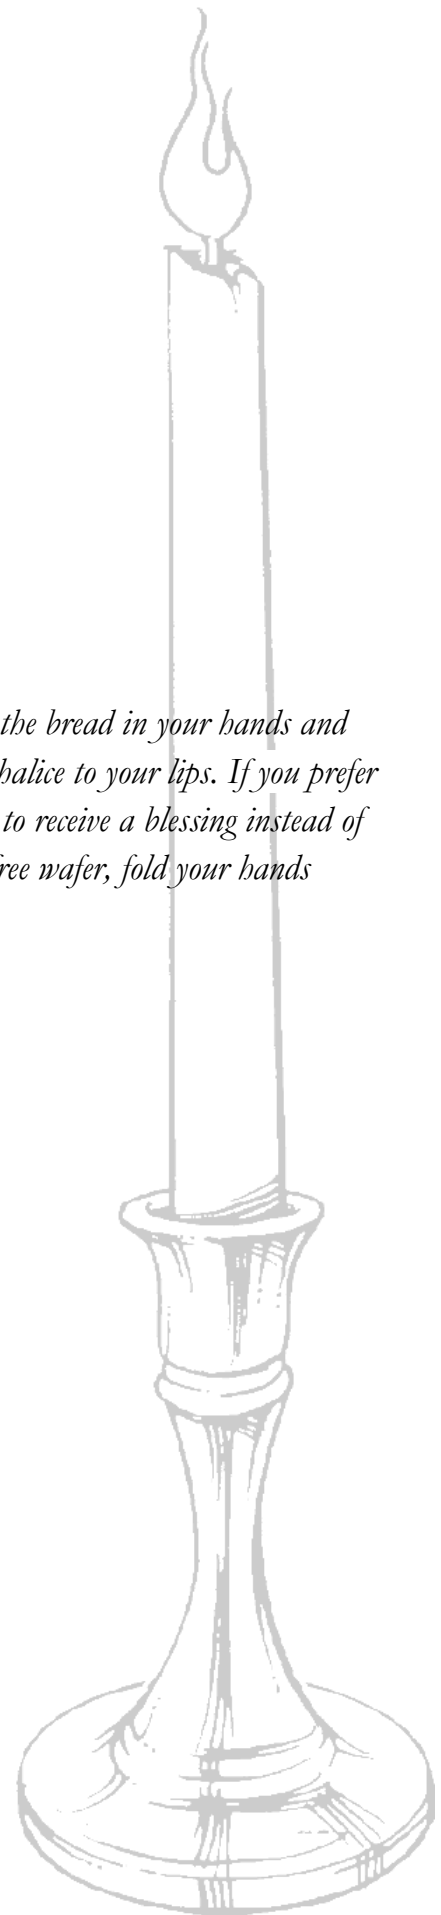 the bread in your hands and
halice to your lips. If you prefer
to receive a blessing instead of
ree wafer, fold your hands